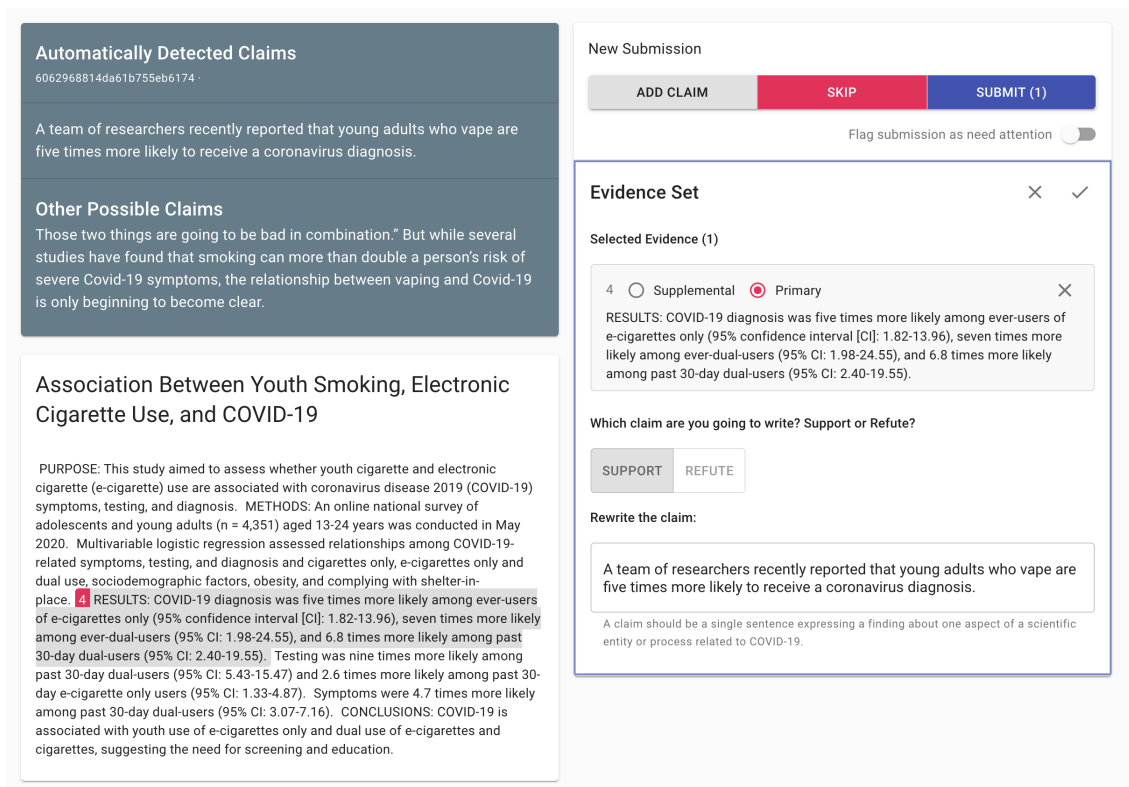 Automatically Detected Claims
6062968814da61b755eb6174 ·
A team of researchers recently reported that young adults who vape are
five times more likely to receive a coronavirus diagnosis.
Other Possible Claims
Those two things are going to be bad in combination.” But while several
studies have found that smoking can more than double a person’s risk of
severe Covid-19 symptoms, the relationship between vaping and Covid-19
is only beginning to become clear.
Association Between Youth Smoking, Electronic
Cigarette Use, and COVID-19
PURPOSE: This study aimed to assess whether youth cigarette and electronic
cigarette (e-cigarette) use are associated with coronavirus disease 2019 (COVID-19)
symptoms, testing, and diagnosis. METHODS: An online national survey of
adolescents and young adults (n = 4,351) aged 13-24 years was conducted in May
2020. Multivariable logistic regression assessed relationships among COVID-19-
related symptoms, testing, and diagnosis and cigarettes only, e-cigarettes only and
dual use, sociodemographic factors, obesity, and complying with shelter-in-
place. 4 RESULTS: COVID-19 diagnosis was five times more likely among ever-users
of e-cigarettes only (95% confidence interval [CI]: 1.82-13.96), seven times more likely
among ever-dual-users (95% CI: 1.98-24.55), and 6.8 times more likely among past
30-day dual-users (95% CI: 2.40-19.55). Testing was nine times more likely among
past 30-day dual-users (95% CI: 5.43-15.47) and 2.6 times more likely among past 30-
day e-cigarette only users (95% CI: 1.33-4.87). Symptoms were 4.7 times more likely
among past 30-day dual-users (95% CI: 3.07-7.16). CONCLUSIONS: COVID-19 is
associated with youth use of e-cigarettes only and dual use of e-cigarettes and
cigarettes, suggesting the need for screening and education.
New Submission
ADD CLAIM
SKIP
SUBMIT (1)
Flag submission as need attention
Evidence Set
Selected Evidence (1)
4 Supplemental Primary
RESULTS: COVID-19 diagnosis was five times more likely among ever-users of
e-cigarettes only (95% confidence interval [CI]: 1.82-13.96), seven times more
likely among ever-dual-users (95% CI: 1.98-24.55), and 6.8 times more likely
among past 30-day dual-users (95% CI: 2.40-19.55).
Which claim are you going to write? Support or Refute?
SUPPORT
REFUTE
Rewrite the claim:
A team of researchers recently reported that young adults who vape are
five times more likely to receive a coronavirus diagnosis.
A claim should be a single sentence expressing a finding about one aspect of a scientific
entity or process related to COVID-19.